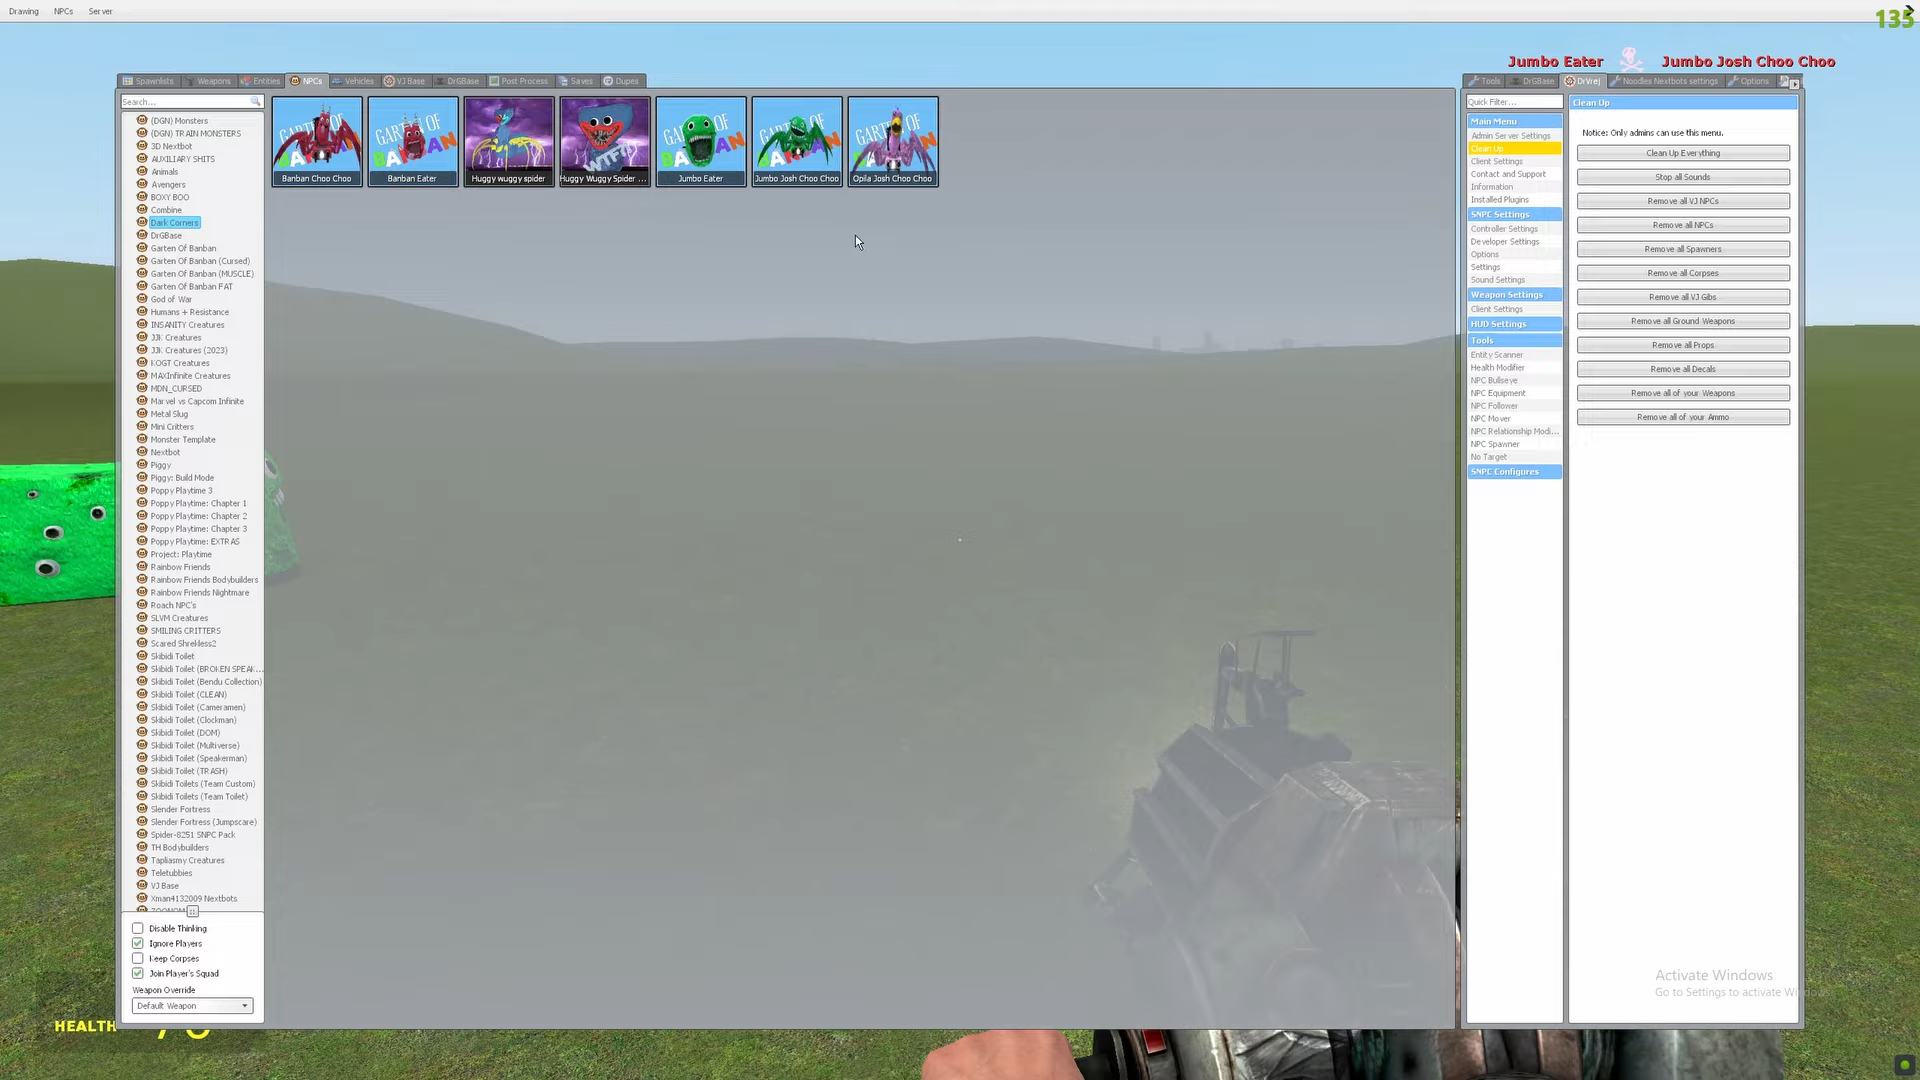 Drawing NPCs Server
135
Jumbo Eater Jumbo Josh Choo Choo
Spawnlists Weapons Entities NPCs Vehicles VJ Base DrGBase Post Process Saves Dupes
Tools DrGBase DrVrej Noodles Nextbots settings Options
Search...
(DGN) Monsters
(DGN) TRAIN MONSTERS
3D Nextbot
AUXILIARY SHITS
Animals
Avengers
BOXY BOO
Combine
Dark Corners
DrGBase
Garten Of Banban
Garten Of Banban (Cursed)
Garten Of Banban (MUSCLE)
Garten Of Banban FAT
God of War
Humans + Resistance
INSANITY Creatures
JJK Creatures
JJK Creatures (2023)
KOGT Creatures
MAXInfinite Creatures
MDN_CURSED
Marvel vs Capcom Infinite
Metal Slug
Mini Critters
Monster Template
Nextbot
Piggy
Piggy: Build Mode
Poppy Playtime 3
Poppy Playtime: Chapter 1
Poppy Playtime: Chapter 2
Poppy Playtime: Chapter 3
Poppy Playtime: EXTRAS
Project: Playtime
Rainbow Friends
Rainbow Friends Bodybuilders
Rainbow Friends Nightmare
Roach NPC's
SLVM Creatures
SMILING CRITTERS
Scared Shrekless2
Skibidi Toilet
Skibidi Toilet (BROKEN SPEAK...
Skibidi Toilet (Bendu Collection)
Skibidi Toilet (CLEAN)
Skibidi Toilet (Cameramen)
Skibidi Toilet (Clockman)
Skibidi Toilet (DOM)
Skibidi Toilet (Multiverse)
Skibidi Toilet (Speakerman)
Skibidi Toilet (TRASH)
Skibidi Toilets (Team Custom)
Skibidi Toilets (Team Toilet)
Slender Fortress
Slender Fortress (Jumpscare)
Spider-8251 SNPC Pack
TH Bodybuilders
Tapliasmy Creatures
Teletubbies
VJ Base
Xman4132009 Nextbots
Disable Thinking
Ignore Players
Keep Corpses
Join Player's Squad
Weapon Override
Default Weapon
HEALTH
Banban Choo Choo
Banban Eater
Huggy wuggy spider
WTF?
Huggy Wuggy Spider ...
Jumbo Eater
Jumbo Josh Choo Choo
Opila Josh Choo Choo
Quick Filter...
Main Menu
Admin Server Settings
Clean Up
Client Settings
Contact and Support
Information
Installed Plugins
SNPC Settings
Controller Settings
Developer Settings
Options
Settings
Sound Settings
Weapon Settings
Client Settings
HUD Settings
Tools
Entity Scanner
Health Modifier
NPC Bullseye
NPC Equipment
NPC Follower
NPC Mover
NPC Relationship Modi...
NPC Spawner
No Target
SNPC Configures
Clean Up
Notice: Only admins can use this menu.
Clean Up Everything
Stop all Sounds
Remove all VJ NPCs
Remove all NPCs
Remove all Spawners
Remove all Corpses
Remove all VJ Gibs
Remove all Ground Weapons
Remove all Props
Remove all Decals
Remove all of your Weapons
Remove all of your Ammo
Activate Windows
Go to Settings to activate Windows.